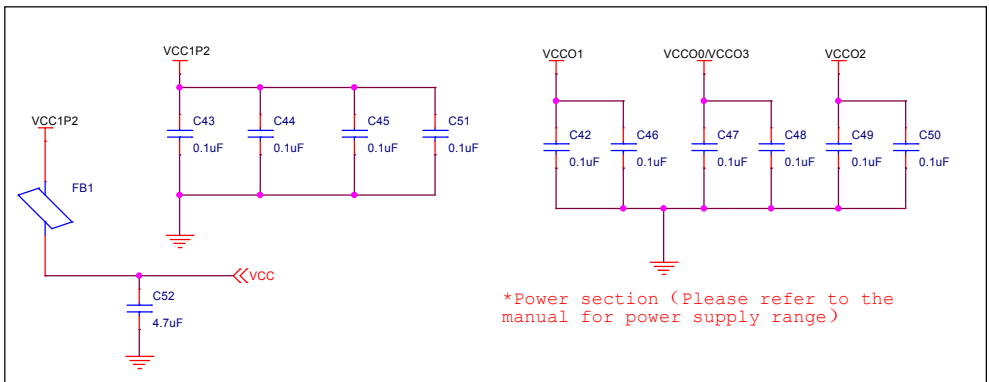 VCC1P2
VCCO1
VCCO0/VCCO3
VCCO2
C43
0.1uF
C44
0.1uF
C45
0.1uF
C51
0.1uF
VCC1P2
FB1
C42
0.1uF
C46
0.1uF
C47
0.1uF
C48
0.1uF
C49
0.1uF
C50
0.1uF
VCC
C52
4.7uF
*Power section (Please refer to the
manual for power supply range)